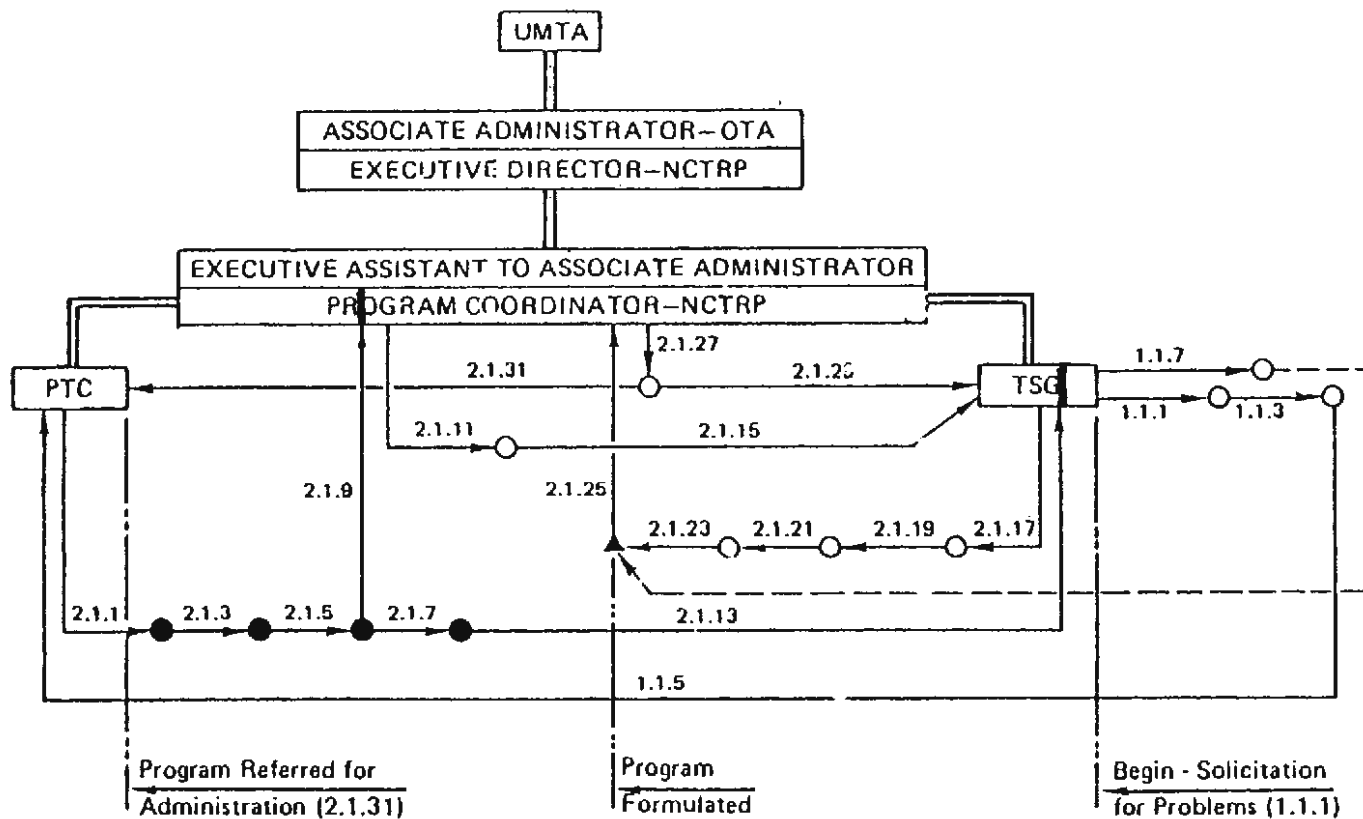 UMTA
ASSOCIATE ADMINISTRATOR–OTA
EXECUTIVE DIRECTOR–NCTRP
EXECUTIVE ASSISTANT TO ASSOCIATE ADMINISTRATOR
PROGRAM COORDINATOR–NCTRP
2.1.27
1.1.7
2.1.31
PTC
TSG
1.1.1
1.1.3
2.1.11
2.1.15
2.1.9
2.1.25
2.1.23
2.1.21
2.1.19
2.1.17
2.1.1
2.1.3
2.1.5
2.1.7
2.1.13
1.1.5
Program Referred for
Administration (2.1.31)
Program
Formulated
Begin - Solicitation
for Problems (1.1.1)